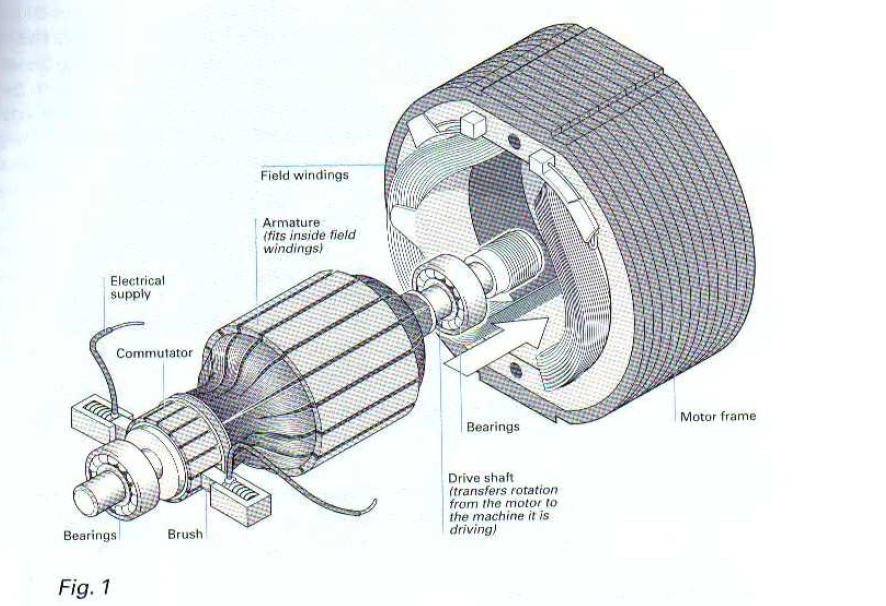 Field windings
Armature
(fits inside field
windings)
Electrical
supply
Commutator
Bearings
Motor frame
Drive shaft
(transfers rotation
from the motor to
the machine it is
driving)
Bearings
Brush
Fig. 1